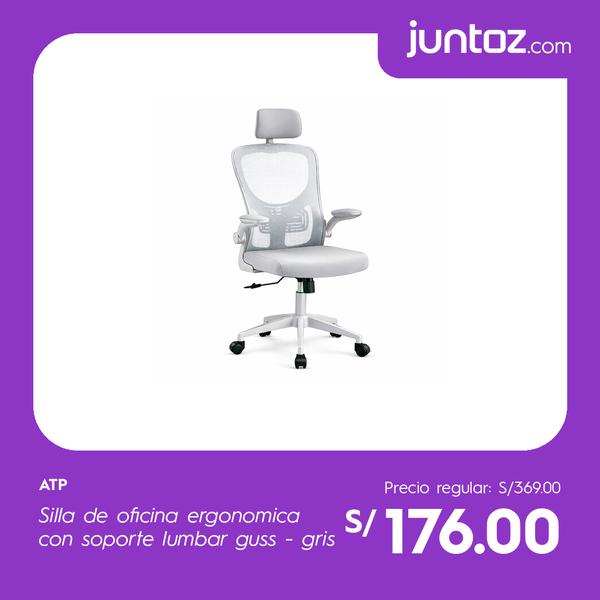 juntoz.com
ATP
Silla de oficina ergonomica
con soporte lumbar guss - gris
Precio regular: S/369.00
S/176.00